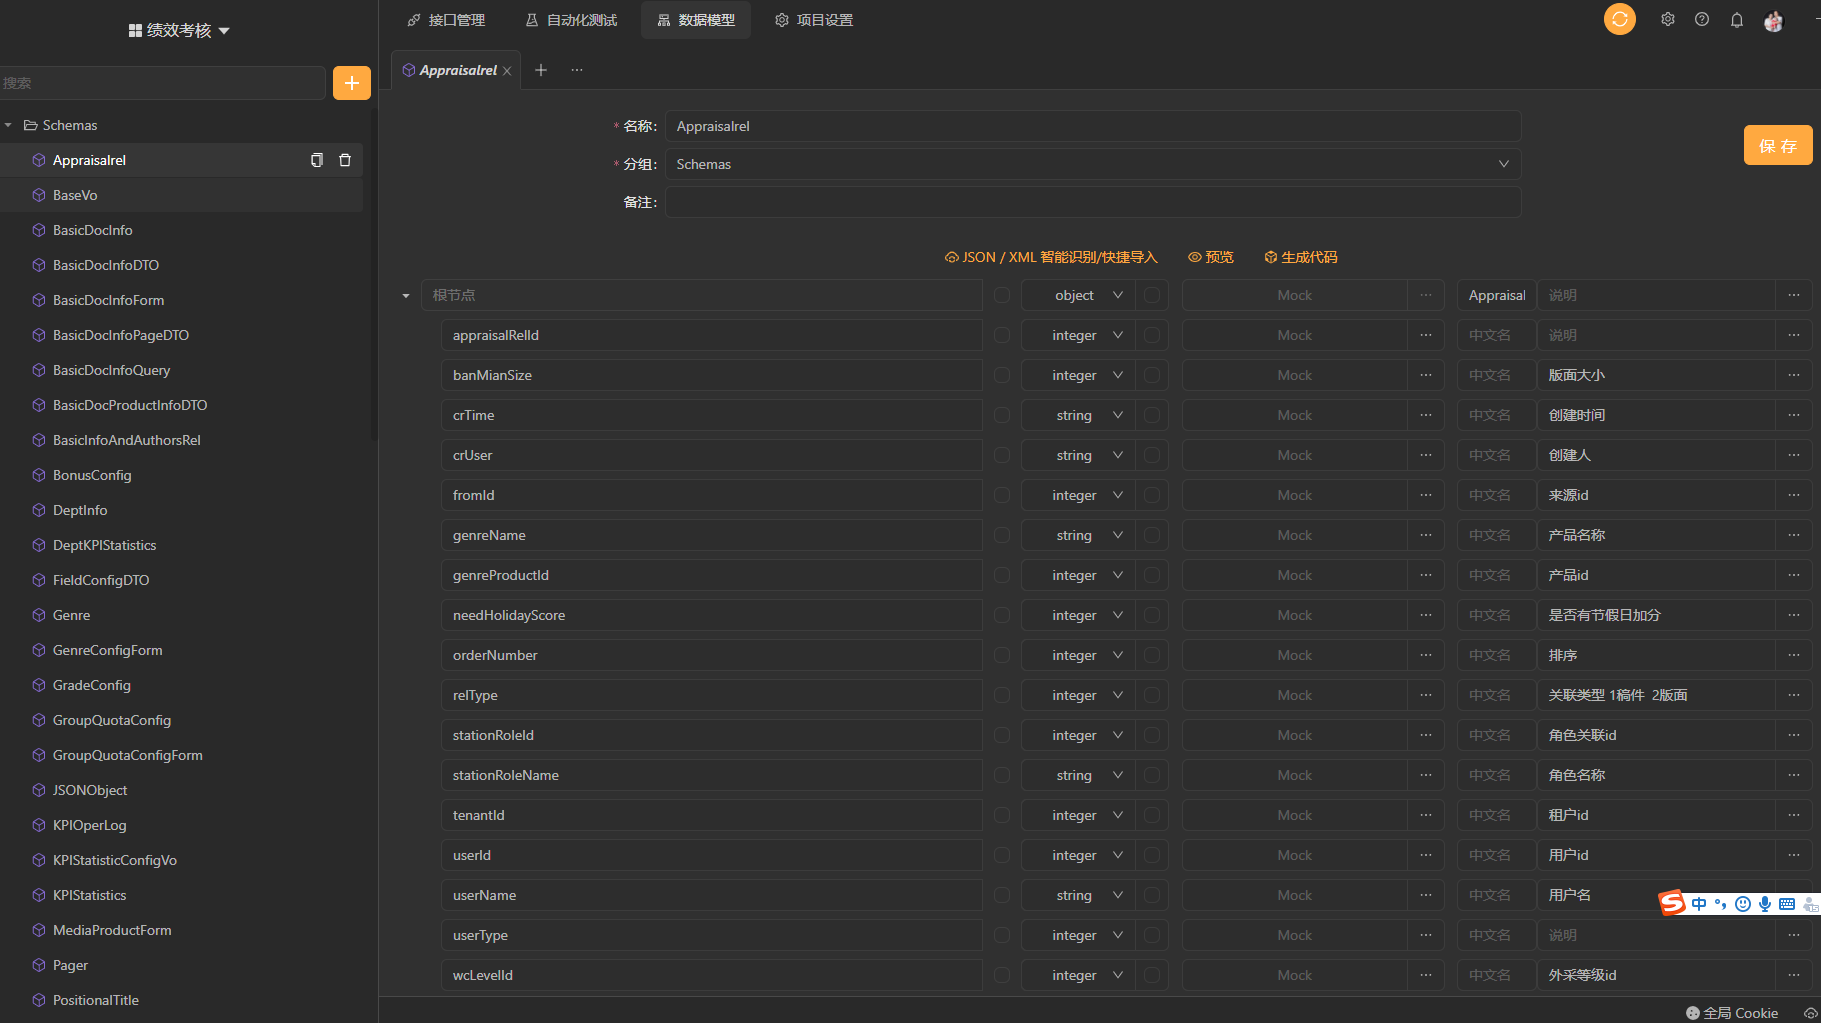 绩效考核
接口管理 自动化测试 数据模型 项目设置
搜索
Appraisalrel
Schemas
Appraisalrel
BaseVo
BasicDocInfo
BasicDocInfoDTO
BasicDocInfoForm
BasicDocInfoPageDTO
BasicDocInfoQuery
BasicDocProductInfoDTO
BasicInfoAndAuthorsRel
BonusConfig
DeptInfo
DeptKPIStatistics
FieldConfigDTO
Genre
GenreConfigForm
GradeConfig
GroupQuotaConfig
GroupQuotaConfigForm
JSONObject
KPIOperLog
KPIStatisticConfigVo
KPIStatistics
MediaProductForm
Pager
PositionalTitle
* 名称: Appraisalrel
保 存
* 分组: Schemas
备注:
JSON / XML 智能识别/快捷导入 预览 生成代码
根节点 object Mock ... Appraisal 说明 ...
appraisalRelId integer Mock ... 中文名 说明 ...
banMianSize integer Mock ... 中文名 版面大小 ...
crTime string Mock ... 中文名 创建时间 ...
crUser string Mock ... 中文名 创建人 ...
fromId integer Mock ... 中文名 来源id ...
genreName string Mock ... 中文名 产品名称 ...
genreProductId integer Mock ... 中文名 产品id ...
needHolidayScore integer Mock ... 中文名 是否有节假日加分 ...
orderNumber integer Mock ... 中文名 排序 ...
relType integer Mock ... 中文名 关联类型 1稿件 2版面 ...
stationRoleId integer Mock ... 中文名 角色关联id ...
stationRoleName string Mock ... 中文名 角色名称 ...
tenantId integer Mock ... 中文名 租户id ...
userId integer Mock ... 中文名 用户id ...
userName string Mock ... 中文名 用户名
中
userType integer Mock ... 中文名 说明 ...
wcLevelId integer Mock ... 中文名 外采等级id ...
全局 Cookie